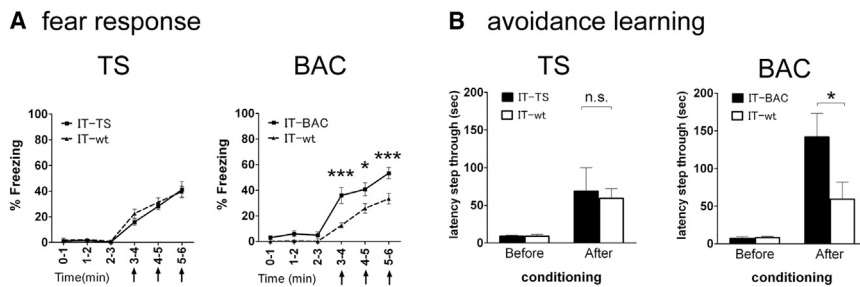 A fear response
TS
BAC
% Freezing
100
80
60
40
20
0
IT-TS
IT-wt
0-1
1-2
2-3
3-4
4-5
5-6
Time(min)
% Freezing
100
80
60
40
20
0
IT-BAC
IT-wt
***
*
***
0-1
1-2
2-3
3-4
4-5
5-6
Time (min)
B avoidance learning
TS
BAC
latency step through (sec)
200
150
100
50
0
IT-TS
IT-wt
n.s.
Before After
conditioning
latency step through (sec)
200
150
100
50
0
IT-BAC
IT-wt
*
Before After
conditioning